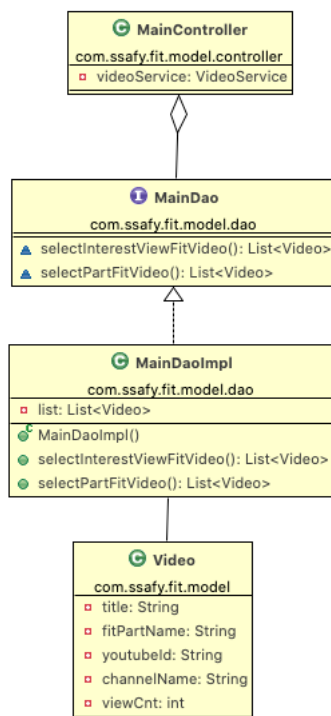 MainController
com.ssafy.fit.model.controller
videoService: VideoService
MainDao
com.ssafy.fit.model.dao
selectInterestViewFitVideo(): List<Video>
selectPartFitVideo(): List<Video>
MainDaoImpl
com.ssafy.fit.model.dao
list: List<Video>
MainDaoImpl()
selectInterestViewFitVideo(): List<Video>
selectPartFitVideo(): List<Video>
Video
com.ssafy.fit.model
title: String
fitPartName: String
youtubeId: String
channelName: String
viewCnt: int